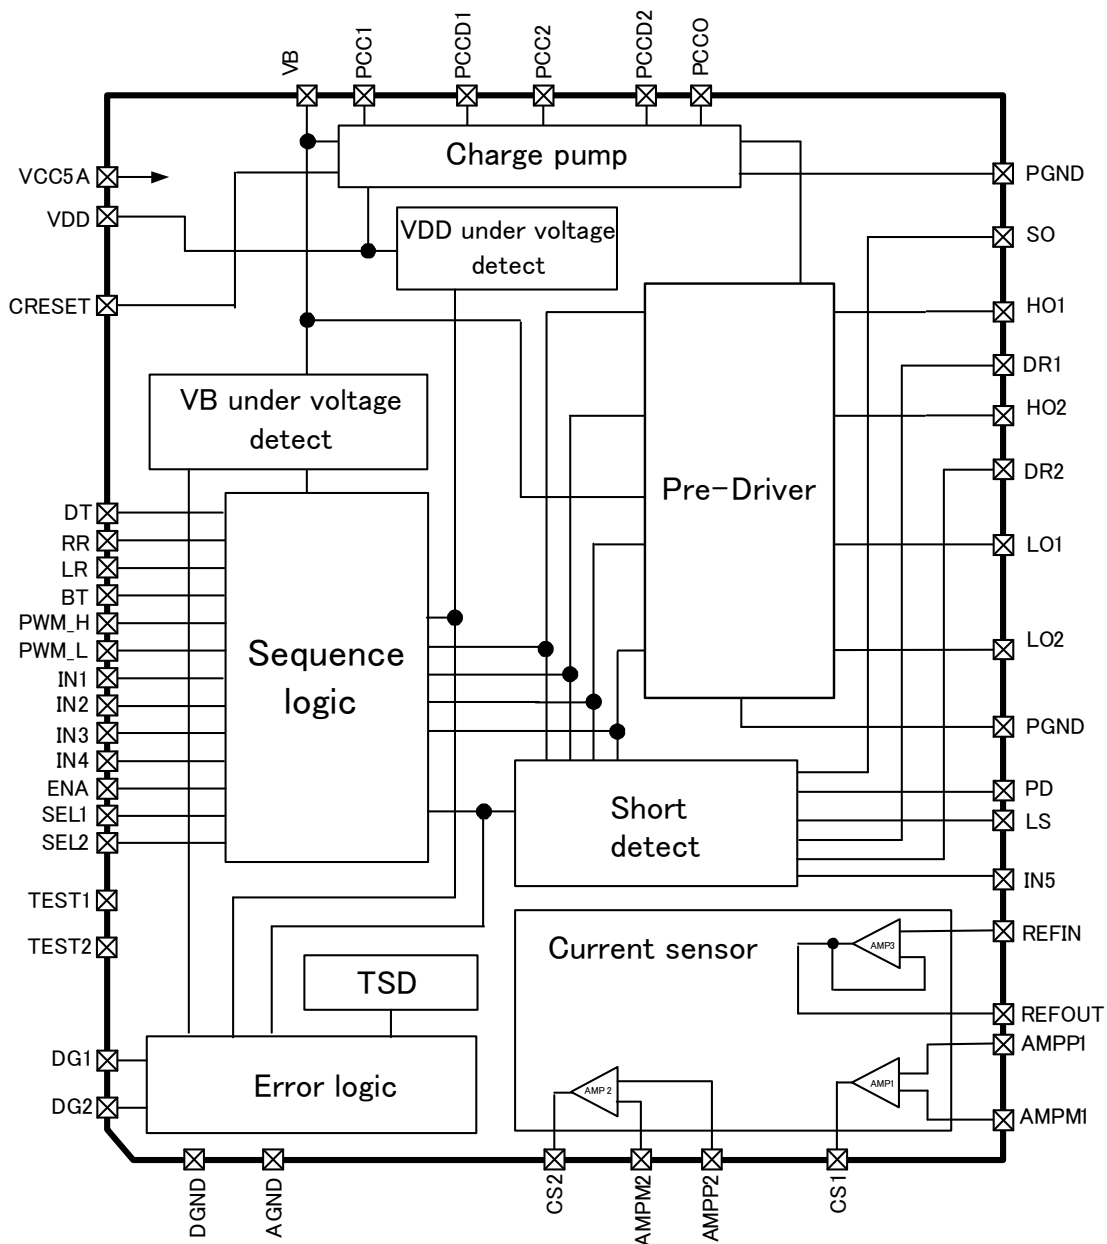 VB
PCC1
PCCD1
PCC2
PCCD2
PCCO
Charge pump
VCC5A
PGND
VDD
VDD under voltage
detect
SO
CRESET
HO1
DR1
VB under voltage
detect
HO2
DR2
Pre-Driver
DT
RR
LR
BT
PWM_H
PWM_L
IN1
IN2
IN3
IN4
ENA
SEL1
SEL2
Sequence
logic
LO1
LO2
PGND
Short
detect
PD
LS
IN5
TEST1
TEST2
Current sensor
AMP3
REFIN
REFOUT
TSD
AMPP1
AMP1
AMPM1
AMP 2
DG1
DG2
Error logic
DGND
AGND
CS2
AMPM2
AMPP2
CS1